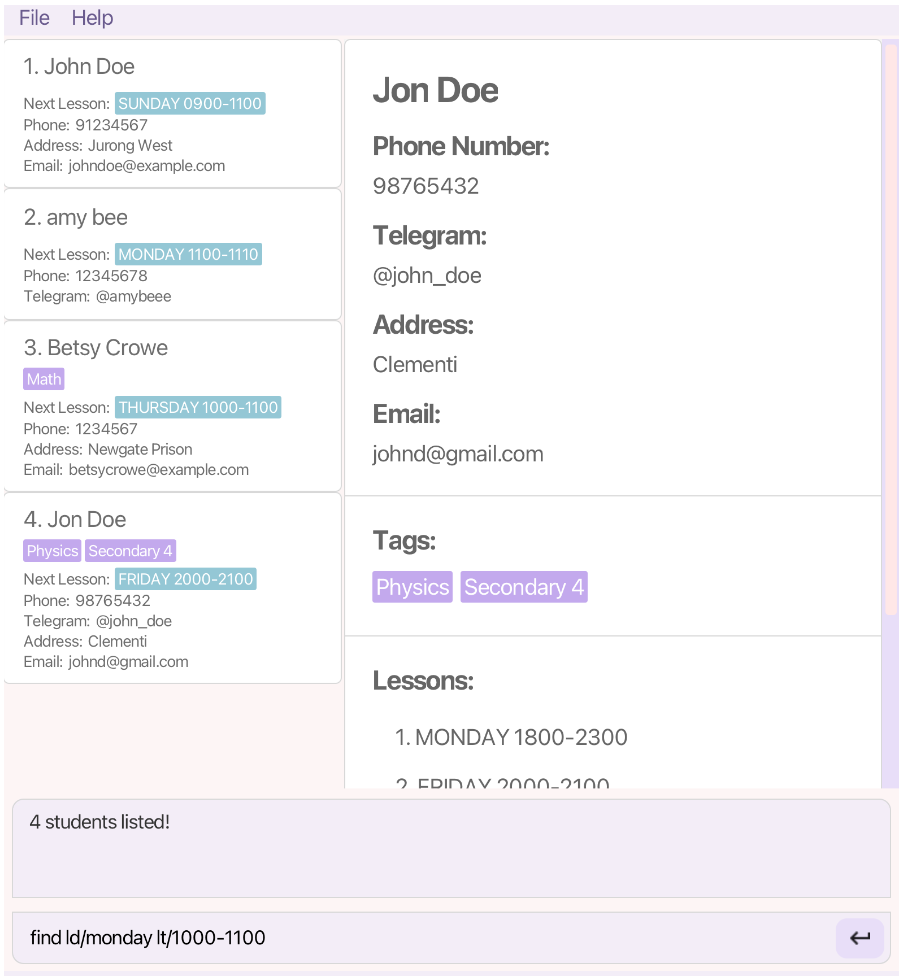 File Help
1. John Doe
Next Lesson: SUNDAY 0900-1100
Phone: 91234567
Address: Jurong West
Email: johndoe@example.com
2. amy bee
Next Lesson: MONDAY 1100-1110
Phone: 12345678
Telegram: @amybeee
3. Betsy Crowe
Math
Next Lesson: THURSDAY 1000-1100
Phone: 1234567
Address: Newgate Prison
Email: betsycrowe@example.com
4. Jon Doe
Physics Secondary 4
Next Lesson: FRIDAY 2000-2100
Phone: 98765432
Telegram: @john_doe
Address: Clementi
Email: johnd@gmail.com
Jon Doe
Phone Number:
98765432
Telegram:
@john_doe
Address:
Clementi
Email:
johnd@gmail.com
Tags:
Physics Secondary 4
Lessons:
1. MONDAY 1800-2300
2. FRIDAY 2000-2100
4 students listed!
find ld/monday lt/1000-1100